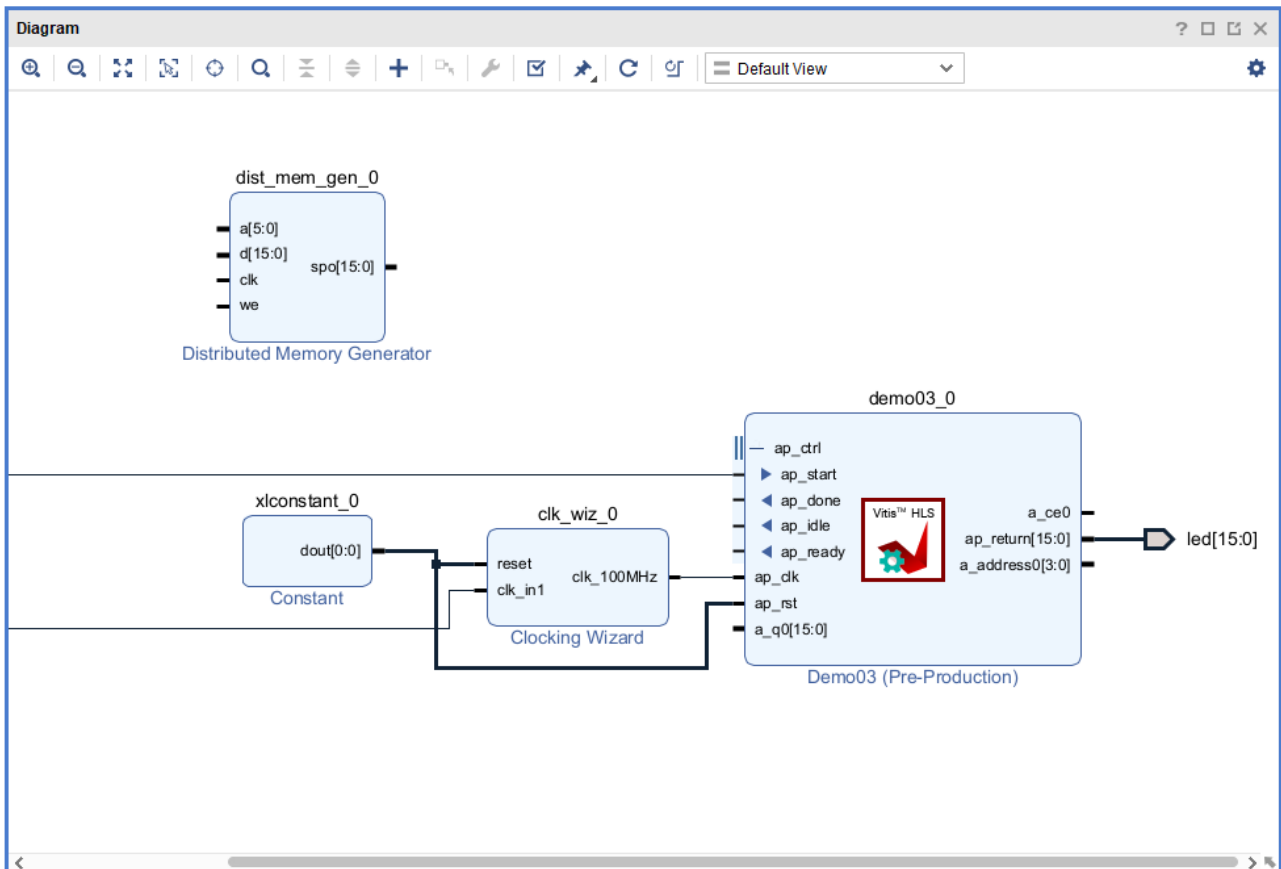 Diagram
? 
Default View
dist_mem_gen_0
a[5:0]
d[15:0]
clk
we
spo[15:0]
Distributed Memory Generator
xlconstant_0
dout[0:0]
Constant
clk_wiz_0
reset
clk_in1
clk_100MHz
Clocking Wizard
demo03_0
ap_ctrl
ap_start
ap_done
ap_idle
ap_ready
ap_clk
ap_rst
a_q0[15:0]
Vitis™ HLS
a_ce0
ap_return[15:0]
a_address0[3:0]
Demo03 (Pre-Production)
led[15:0]